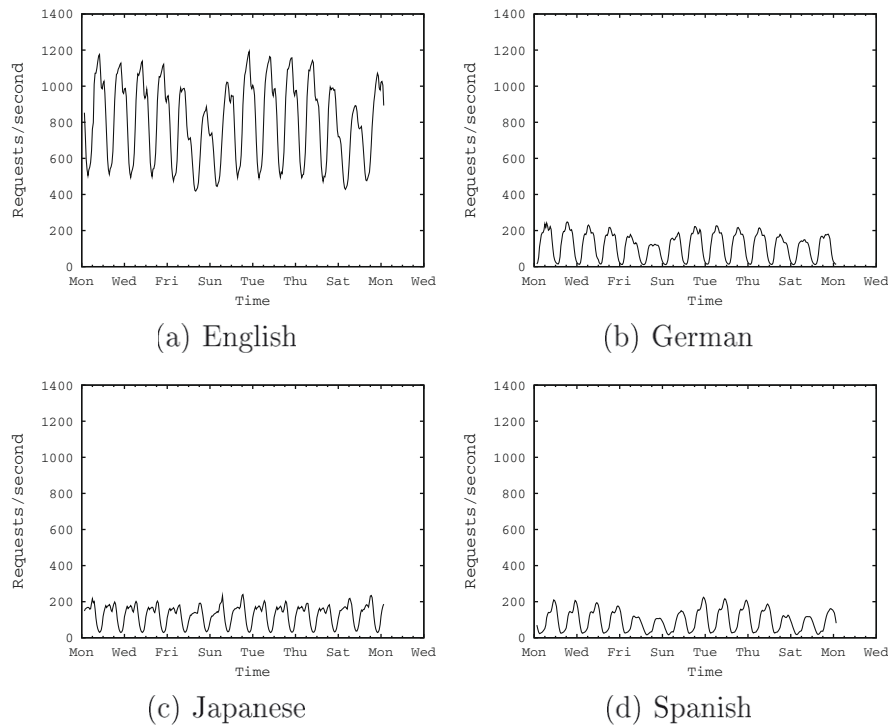 1400
1200
1000
800
600
400
200
0
Requests/second
Mon Wed Fri Sun Tue Thu Sat Mon Wed
Time
(a) English
1400
1200
1000
800
600
400
200
0
Requests/second
Mon Wed Fri Sun Tue Thu Sat Mon Wed
Time
(b) German
1400
1200
1000
800
600
400
200
0
Requests/second
Mon Wed Fri Sun Tue Thu Sat Mon Wed
Time
(c) Japanese
1400
1200
1000
800
600
400
200
0
Requests/second
Mon Wed Fri Sun Tue Thu Sat Mon Wed
Time
(d) Spanish